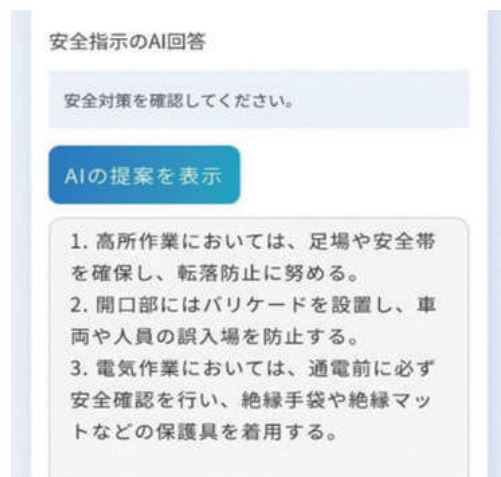 安全指示のAI回答
安全対策を確認してください。
AIの提案を表示
1. 高所作業においては、足場や安全帯
を確保し、転落防止に努める。
2. 開口部にはバリケードを設置し、車
両や人員の誤入場を防止する。
3. 電気作業においては、通電前に必ず
安全確認を行い、絶縁手袋や絶縁マッ
トなどの保護具を着用する。